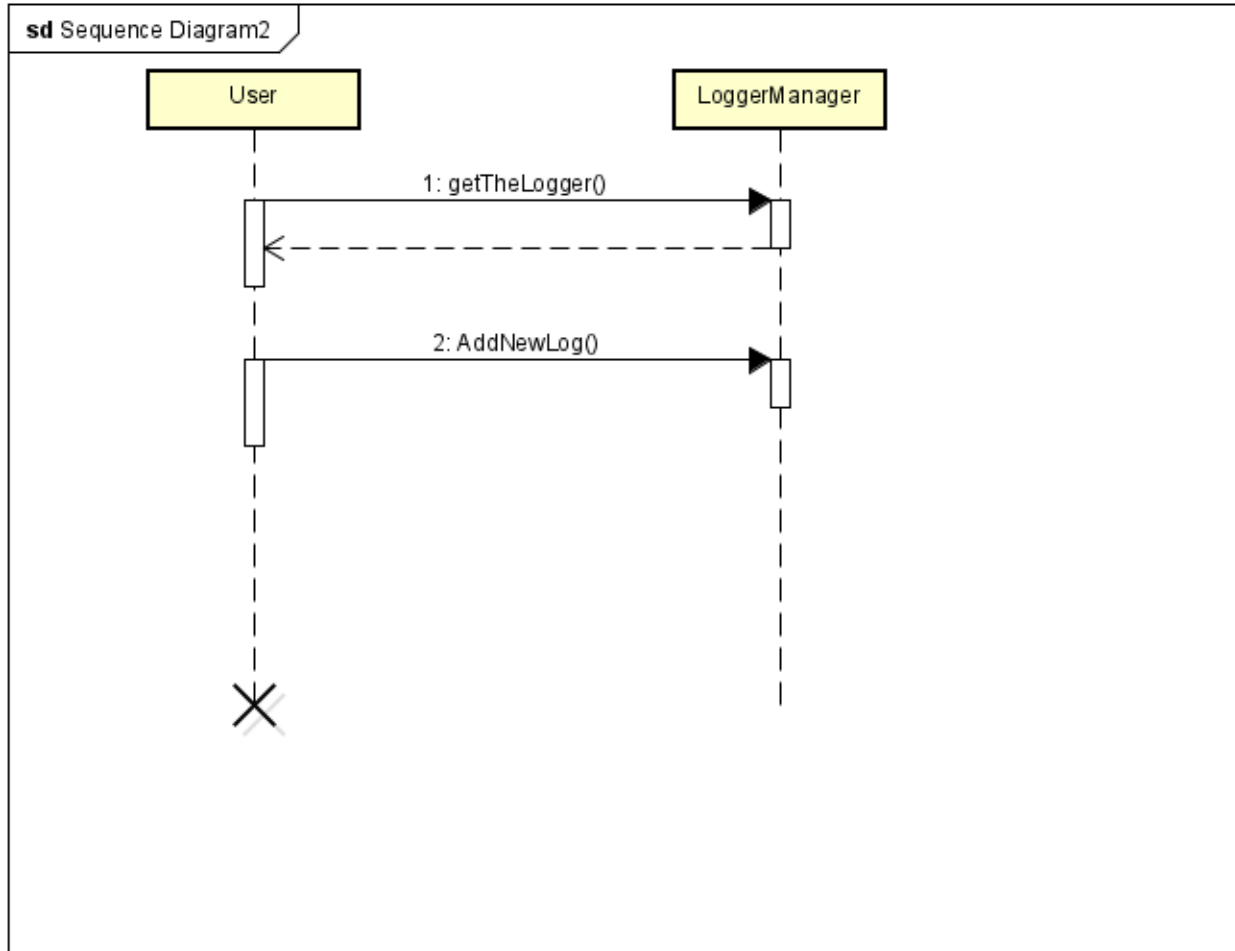 sd Sequence Diagram2
User
LoggerManager
1: getTheLogger()
2: AddNewLog()